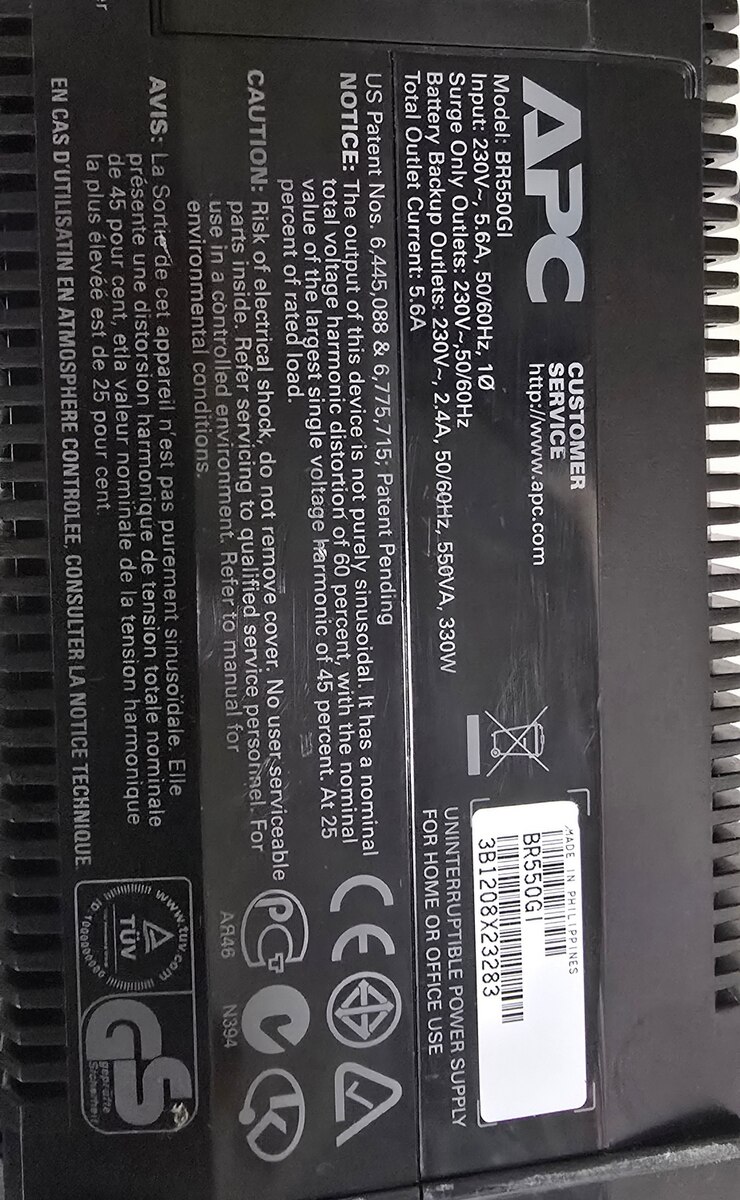 APC
CUSTOMER
SERVICE
http://www.apc.com
Model: BR550GI
Input: 230V~, 5.6A, 50/60Hz, 1Ø
Surge Only Outlets: 230V~,50/60Hz
Battery Backup Outlets: 230V~, 2.4A, 50/60Hz, 550VA, 330W
Total Outlet Current: 5.6A
MADE IN PHILIPPINES
BR550GI
3B1208X23283
UNINTERRUPTIBLE POWER SUPPLY
FOR HOME OR OFFICE USE
US Patent Nos. 6,445,088 & 6,775,715; Patent Pending
NOTICE: The output of this device is not purely sinusoidal. It has a nominal
total voltage harmonic distortion of 60 percent, with the nominal
value of the largest single voltage harmonic of 45 percent. At 25
percent of rated load.
CAUTION: Risk of electrical shock, do not remove cover. No user serviceable
parts inside. Refer servicing to qualified service personnel. For
use in a controlled environment. Refer to manual for
environmental conditions.
AVIS: La Sortie de cet appareil n'est pas purement sinusoïdale. Elle
présente une distorsion harmonique de tension totale nominale
de 45 pour cent, etla valeur nominale de la tension harmonique
la plus élevée est de 25 pour cent.
EN CAS D'UTILISATIN EN ATMOSPHERE CONTROLEE, CONSULTER LA NOTICE TECHNIQUE
CE
PCT
A846
N394
www.tuv.com
TÜV
GS
geprüfte
Sicherheit